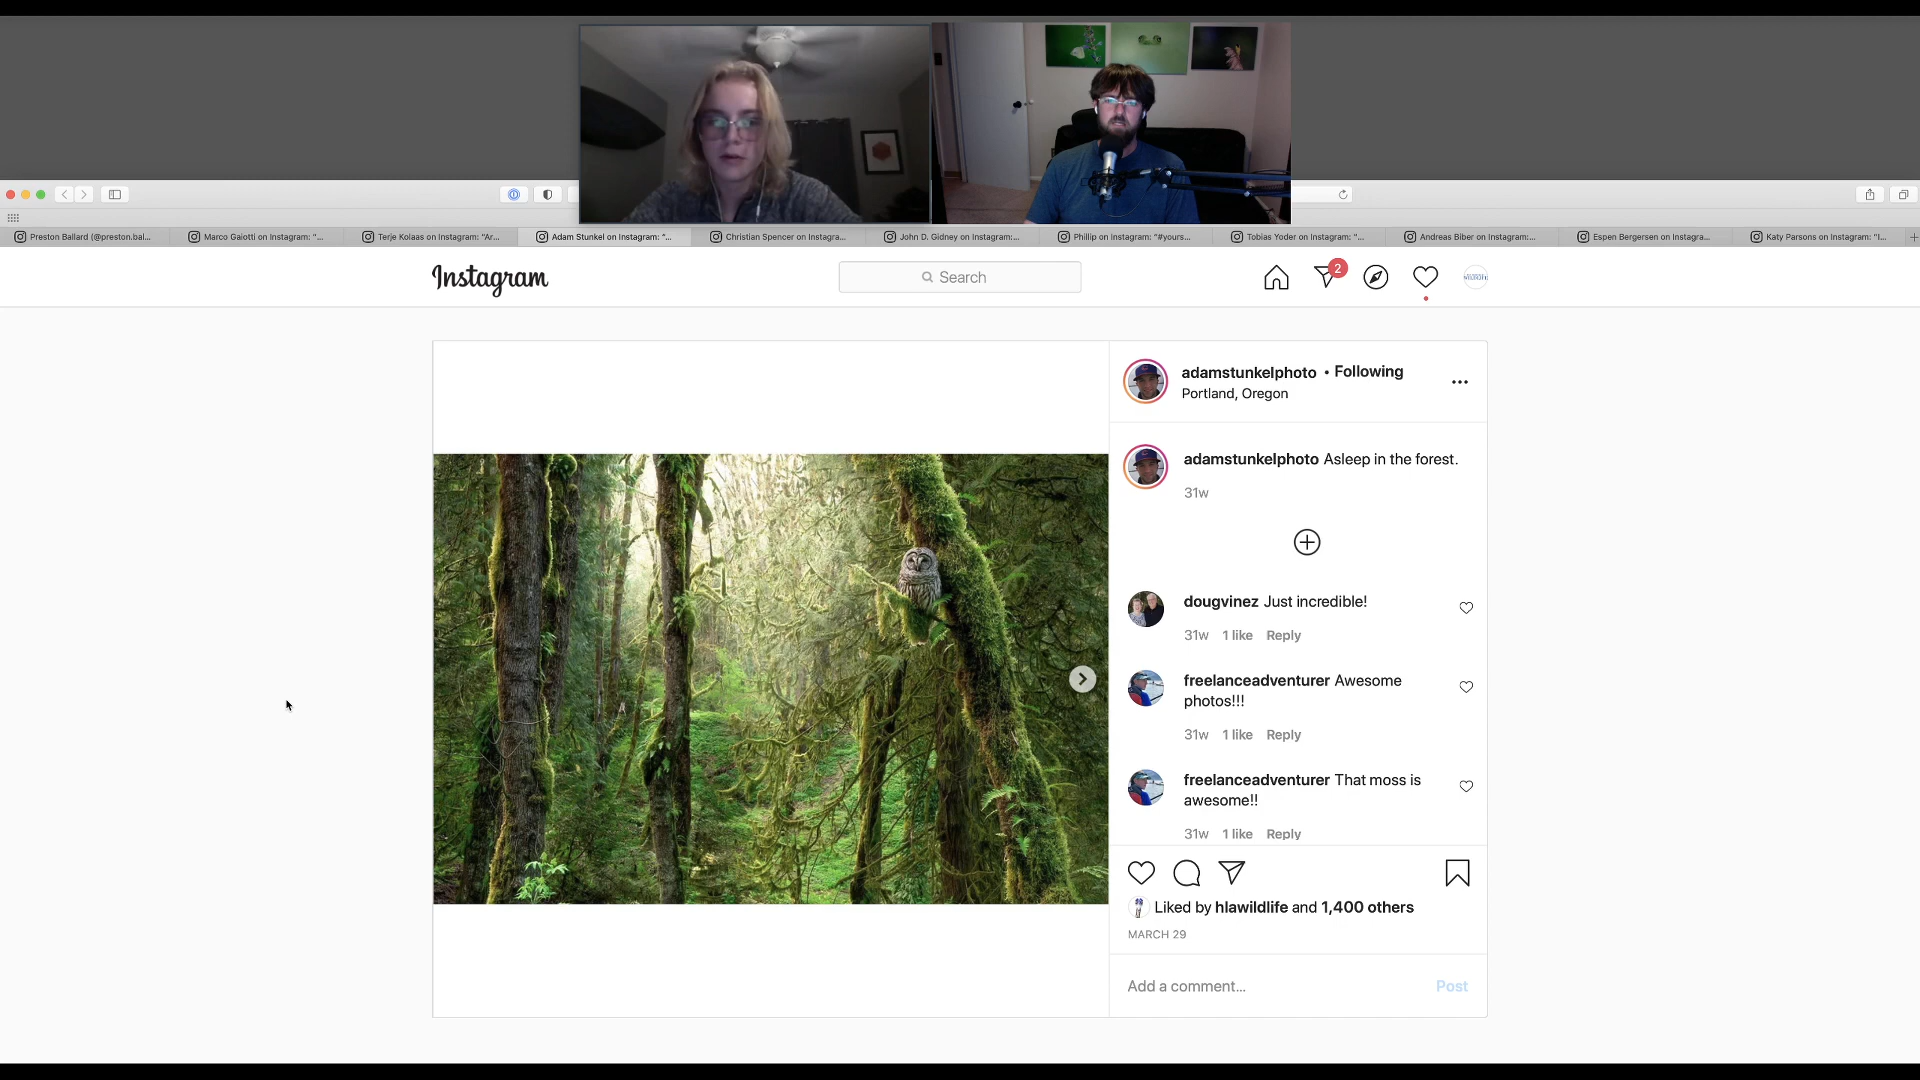 Preston Ballard (@preston.bal...
Marco Gaiotti on Instagram: "...
Terje Kolaas on Instagram: "Ar...
Adam Stunkel on Instagram: "...
Christian Spencer on Instagra...
John D. Gidney on Instagram:...
Phillip on Instagram: "#yours...
Tobias Yoder on Instagram: "...
Andreas Biber on Instagram:...
Espen Bergersen on Instagra...
Katy Parsons on Instagram: "I...
Instagram
Search
2
adamstunkelphoto • Following
Portland, Oregon
adamstunkelphoto Asleep in the forest.
31w
dougvinez Just incredible!
31w 1 like Reply
freelanceadventurer Awesome
photos!!!
31w 1 like Reply
freelanceadventurer That moss is
awesome!!
31w 1 like Reply
Liked by hlawildlife and 1,400 others
MARCH 29
Add a comment...
Post